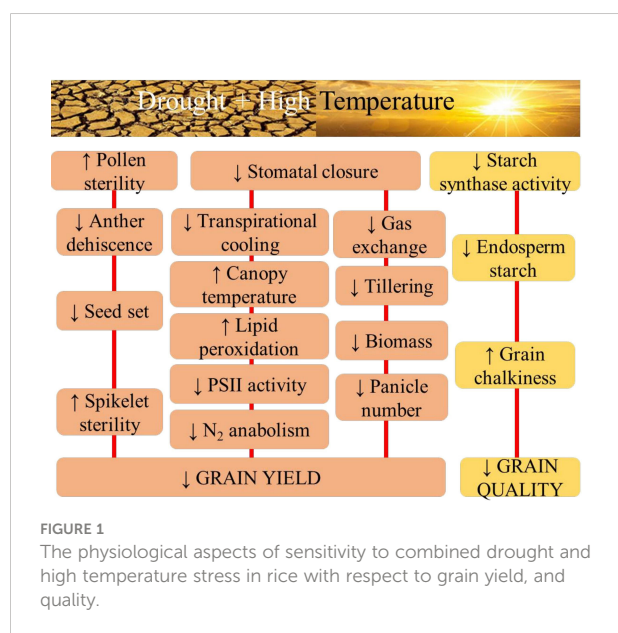 Drought + High Temperature
↑ Pollen
sterility
↓ Anther
dehiscence
↓ Seed set
↑ Spikelet
sterility
↓ Stomatal closure
↓ Transpirational
cooling
↑ Canopy
temperature
↑ Lipid
peroxidation
↓ PSII activity
↓ N₂ anabolism
↓ Gas
exchange
↓ Tillering
↓ Biomass
↓ Panicle
number
↓ GRAIN YIELD
↓ Starch
synthase activity
↓ Endosperm
starch
↑ Grain
chalkiness
↓ GRAIN
QUALITY
FIGURE 1
The physiological aspects of sensitivity to combined drought and
high temperature stress in rice with respect to grain yield, and
quality.